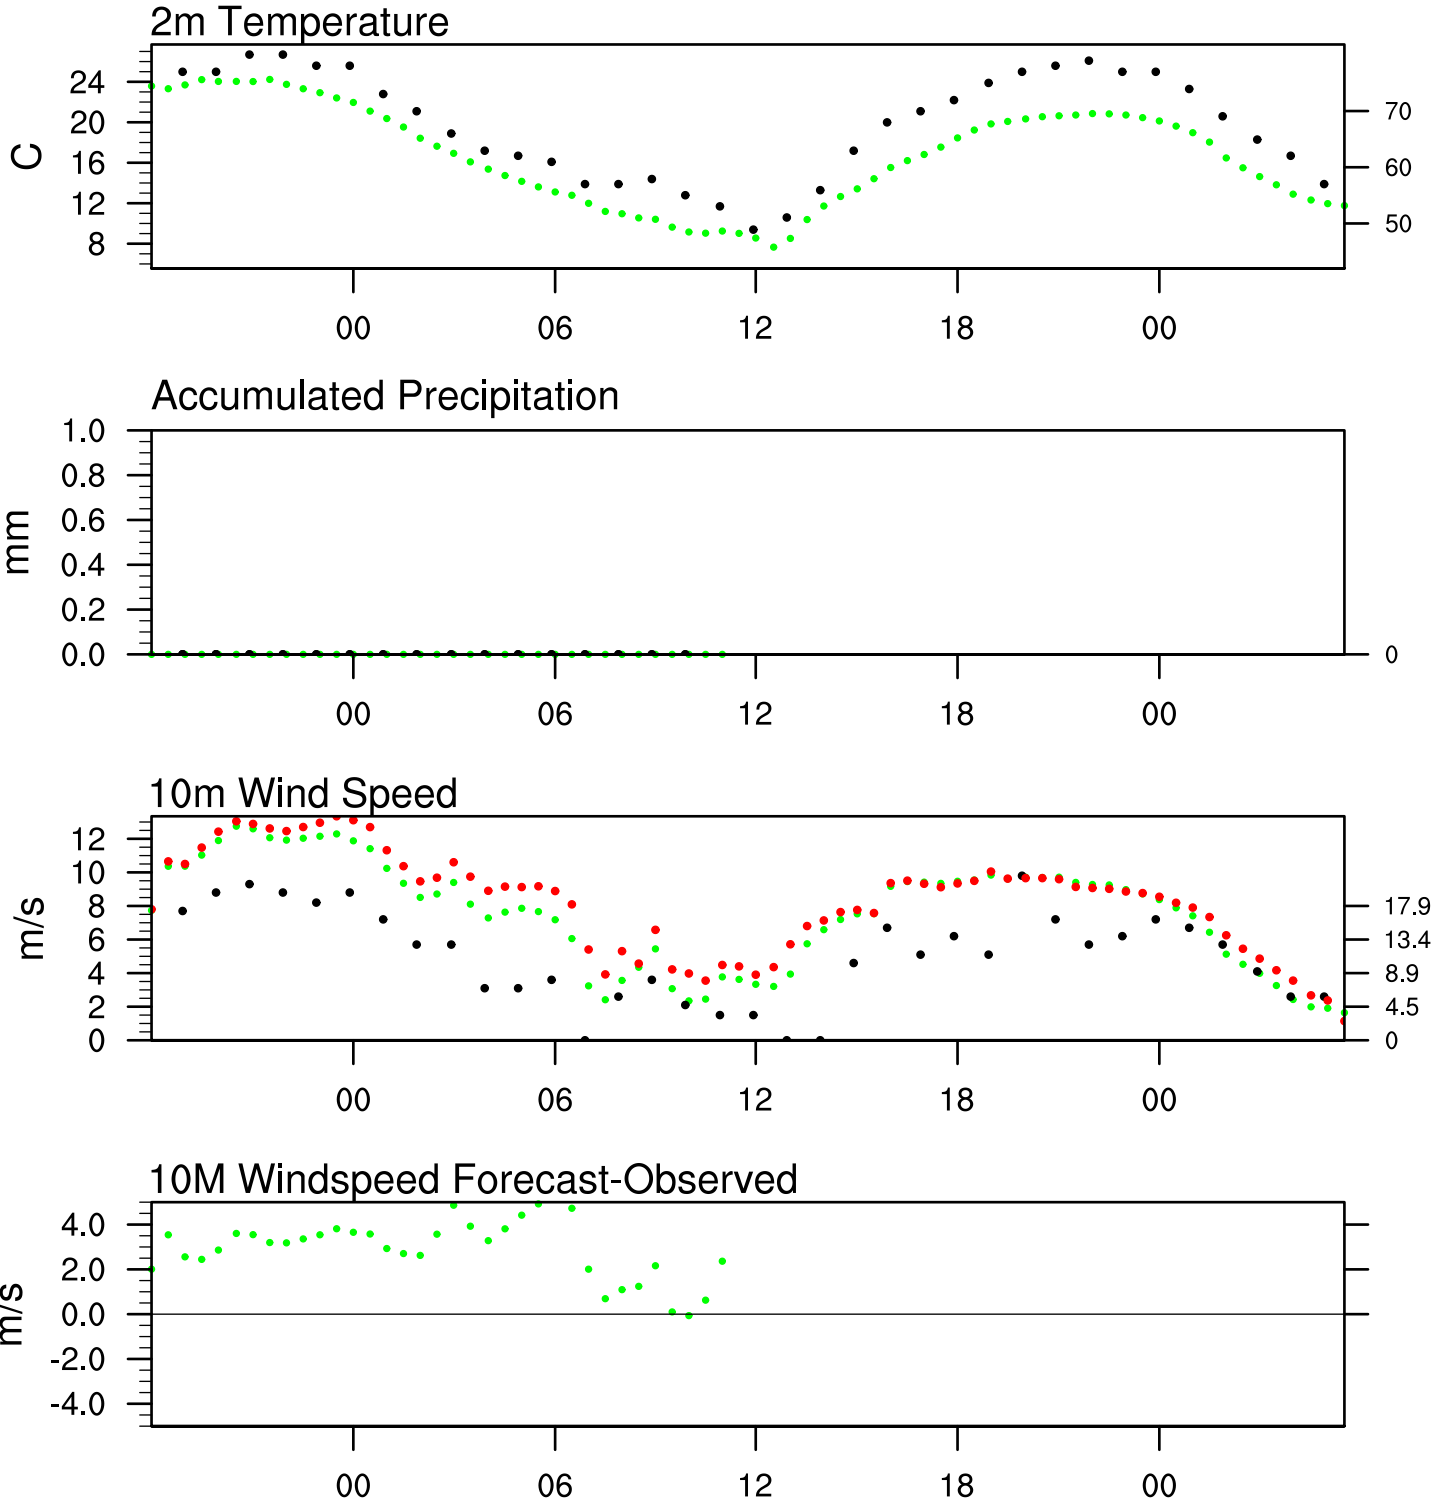 2m Temperature
24
20
16
12
8
C
70
60
50
00 06 12 18 00
Accumulated Precipitation
1.0
0.8
0.6
0.4
0.2
0.0
mm
0
00 06 12 18 00
10m Wind Speed
12
10
8
6
4
2
0
m/s
17.9
13.4
8.9
4.5
0
00 06 12 18 00
10M Windspeed Forecast-Observed
4.0
2.0
0.0
-2.0
-4.0
m/s
00 06 12 18 00